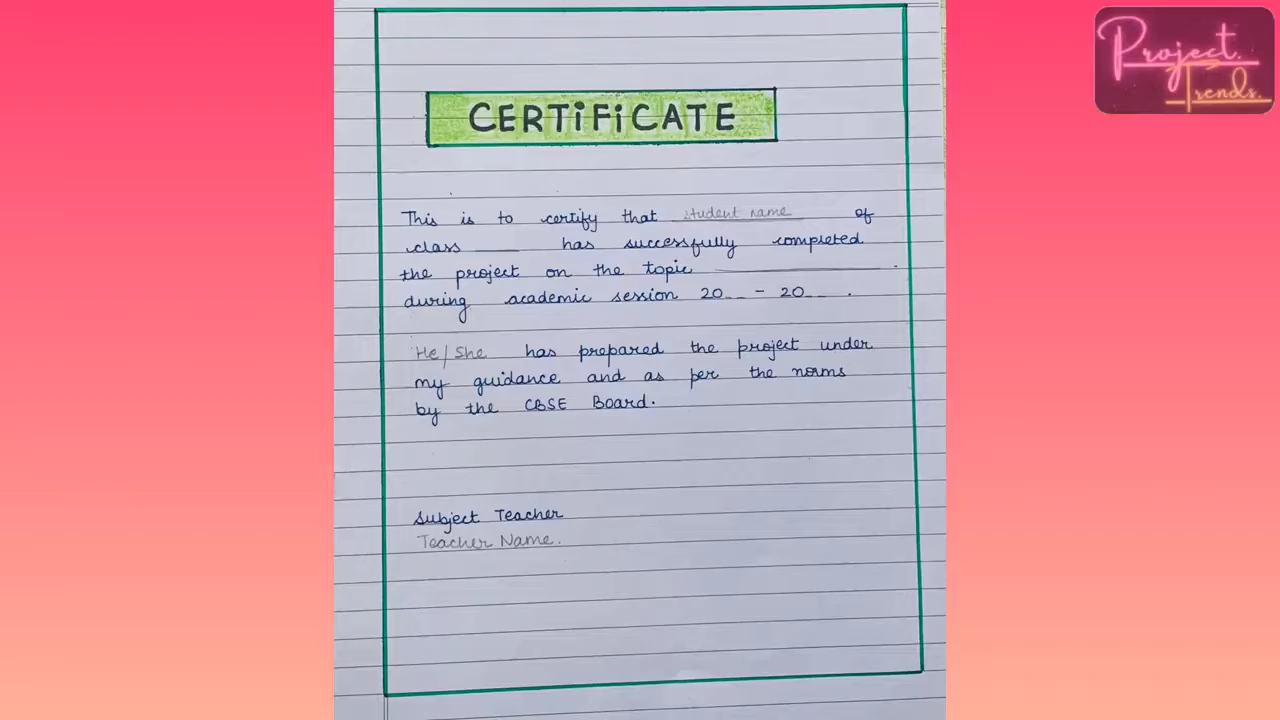 Project.
Trends.
CERTiFiCATE
This is to certify that student name of
class ____ has successfully completed
the project on the topic ____________ .
during academic session 20__ - 20__ .
He/She has prepared the project under
my guidance and as per the norms
by the CBSE Board.
Subject Teacher
Teacher Name.